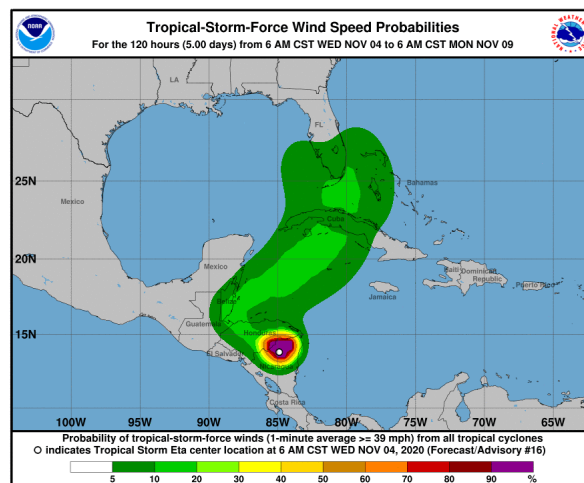 Tropical-Storm-Force Wind Speed Probabilities
For the 120 hours (5.00 days) from 6 AM CST WED NOV 04 to 6 AM CST MON NOV 09
NOAA
LA
FL
25N
Mexico
Bahamas
Cuba
20N
Mexico
Haiti Dominican
Republic
Puerto Rico
Jamaica
Belize
Guatemala
15N
Honduras
El Salvador
Costa Rica
100W 95W 90W 85W 80W 75W 70W 65W
Probability of tropical-storm-force winds (1-minute average >= 39 mph) from all tropical cyclones
O indicates Tropical Storm Eta center location at 6 AM CST WED NOV 04, 2020 (Forecast/Advisory #16)
5 10 20 30 40 50 60 70 80 90 %